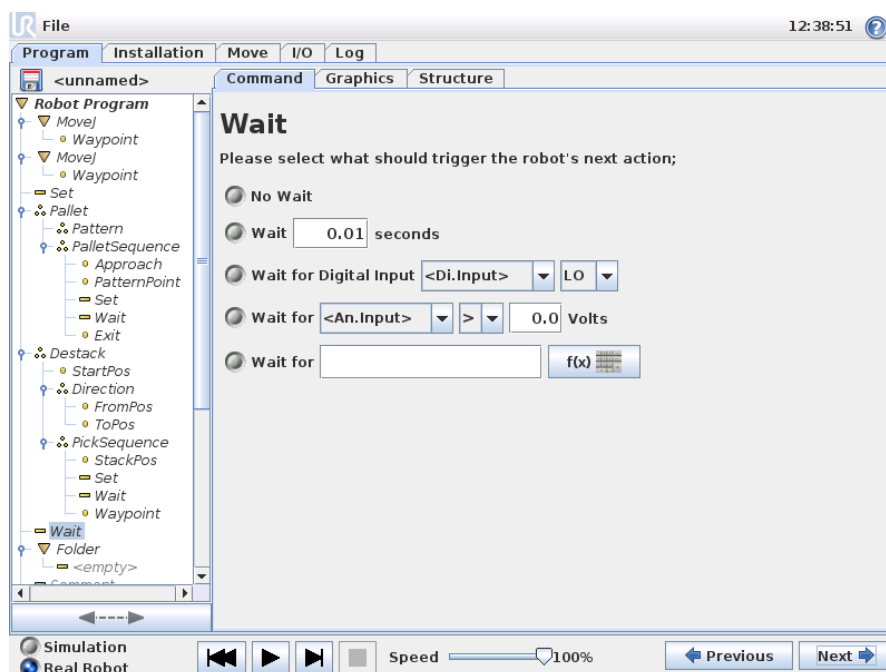 UR File 12:38:51 ?
Program Installation Move I/O Log
<unnamed>
Command Graphics Structure
Robot Program
MoveJ
Waypoint
MoveJ
Waypoint
Set
Pallet
Pattern
PalletSequence
Approach
PatternPoint
Set
Wait
Exit
Destack
StartPos
Direction
FromPos
ToPos
PickSequence
StackPos
Set
Wait
Waypoint
Wait
Folder
<empty>
Comment
Wait
Please select what should trigger the robot's next action;
No Wait
Wait 0.01 seconds
Wait for Digital Input <Di.Input> LO
Wait for <An.Input> > 0.0 Volts
Wait for f(x)
Simulation
Real Robot
Speed 100%
Previous Next